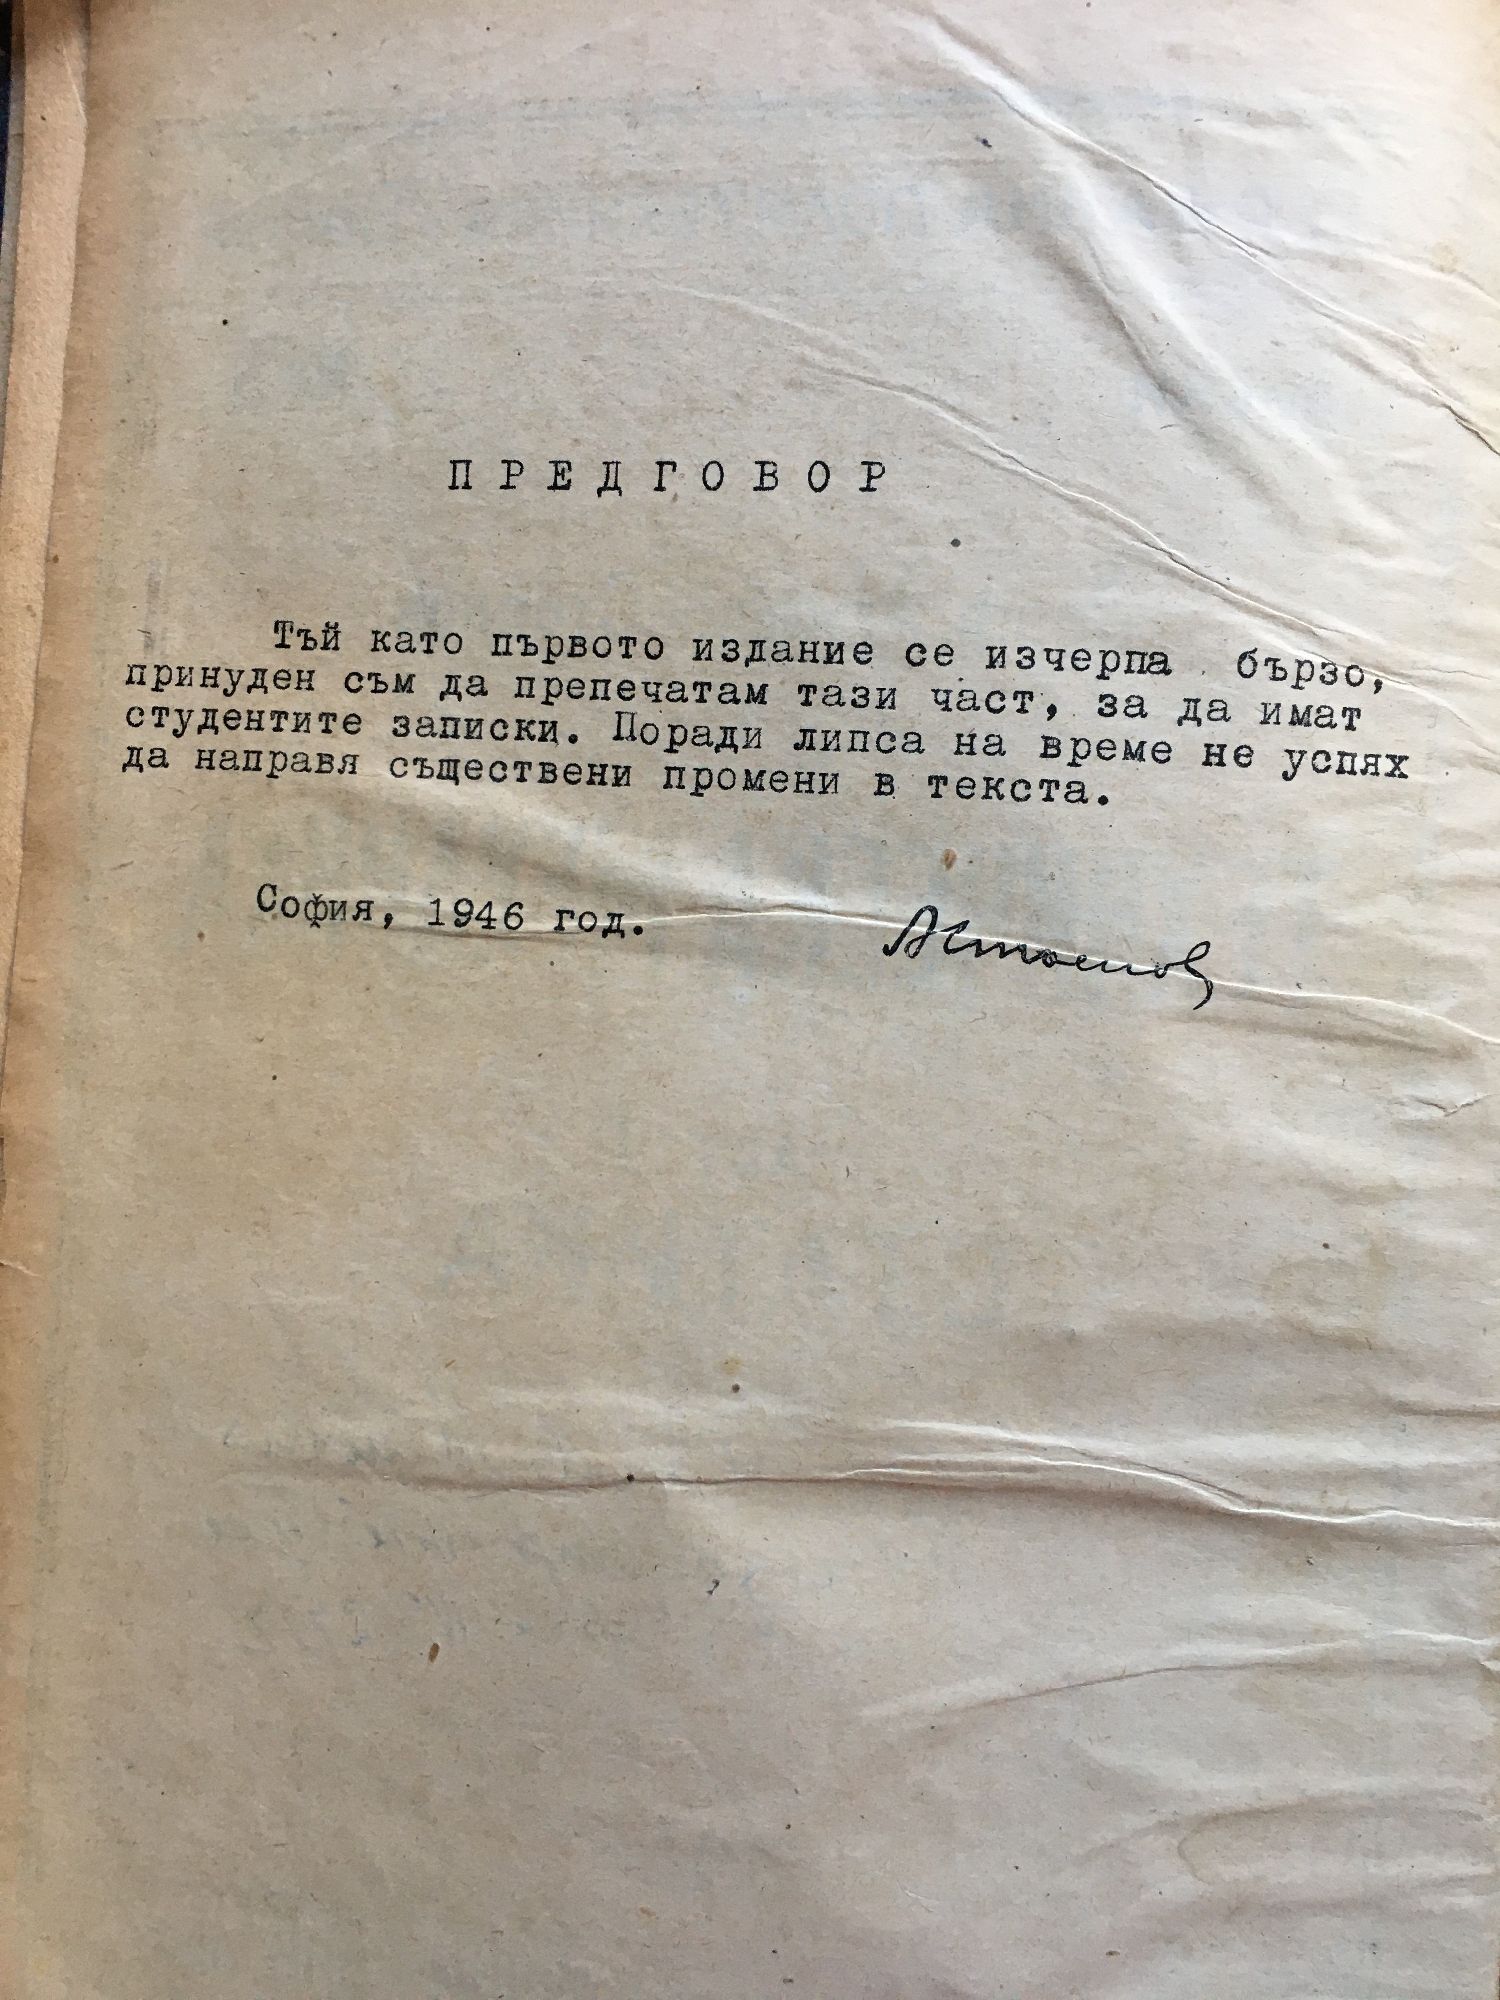 ПРЕДГОВОР
Тъй като първото издание се изчерпа бързо,
принуден съм да препечатам тази част, за да имат
студентите записки. Поради липса на време не успях
да направя съществени промени в текста.
София, 1946 год.
АСтоилов